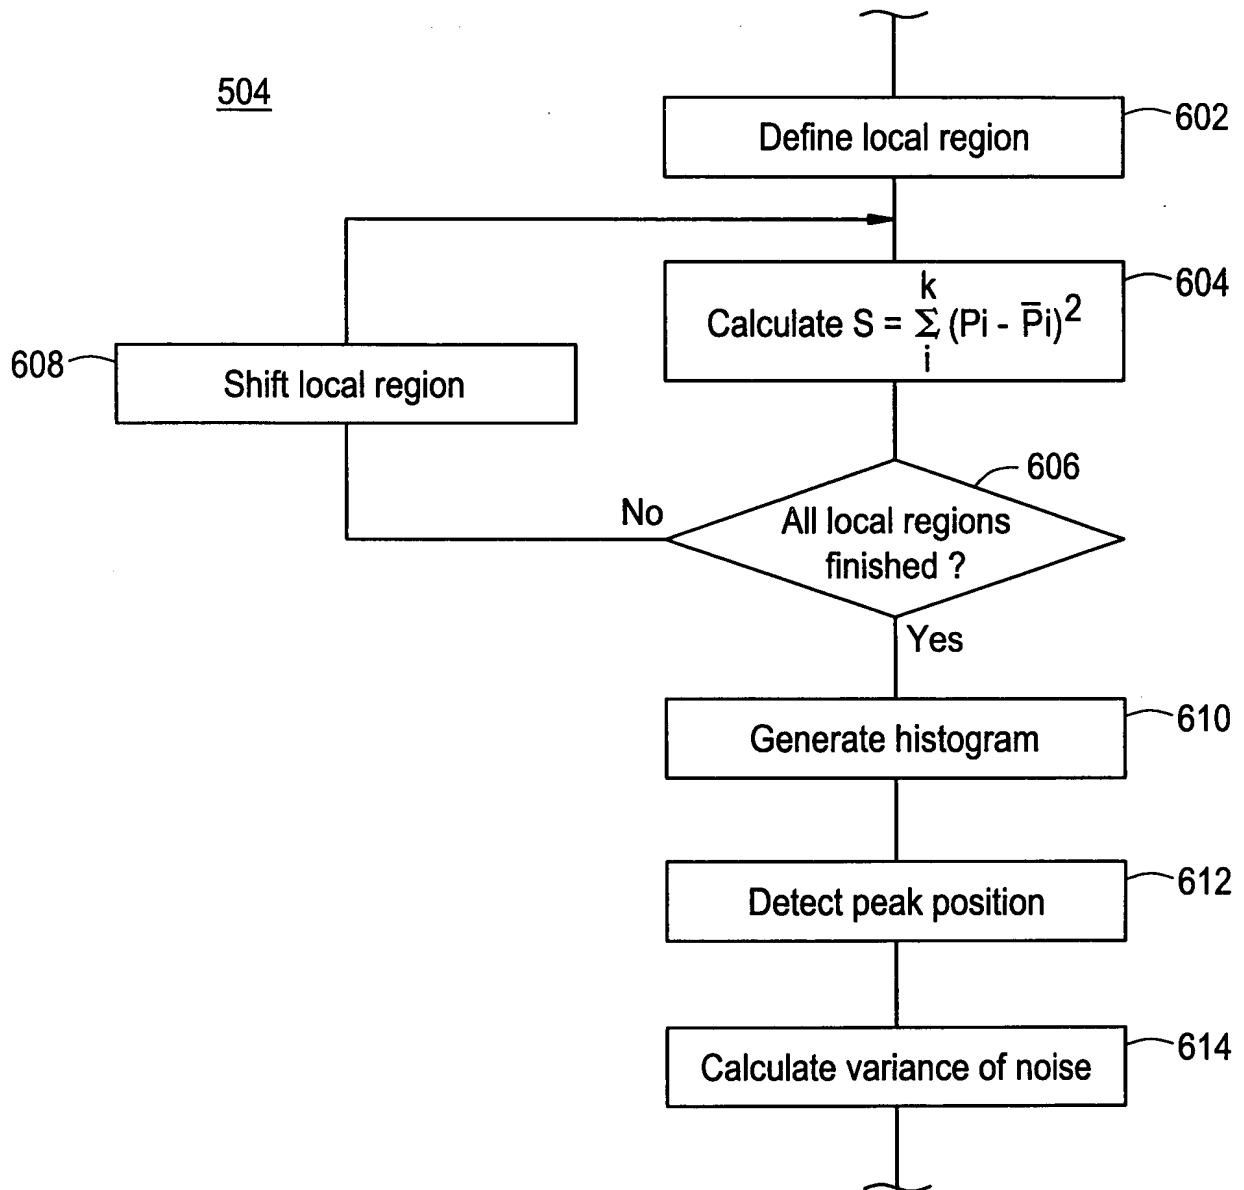 504
Define local region
602
k
Calculate S = Σ (Pi - P̅i)²
i
604
608
Shift local region
606
No
All local regions
finished ?
Yes
Generate histogram
610
Detect peak position
612
Calculate variance of noise
614